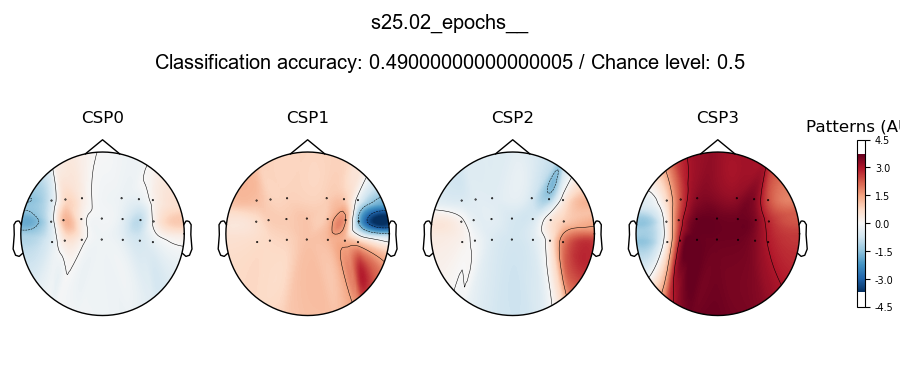 s25.02_epochs__
Classification accuracy: 0.49000000000000005 / Chance level: 0.5
CSP0 CSP1 CSP2 CSP3
Patterns (AU
4.5
3.0
1.5
0.0
-1.5
-3.0
-4.5